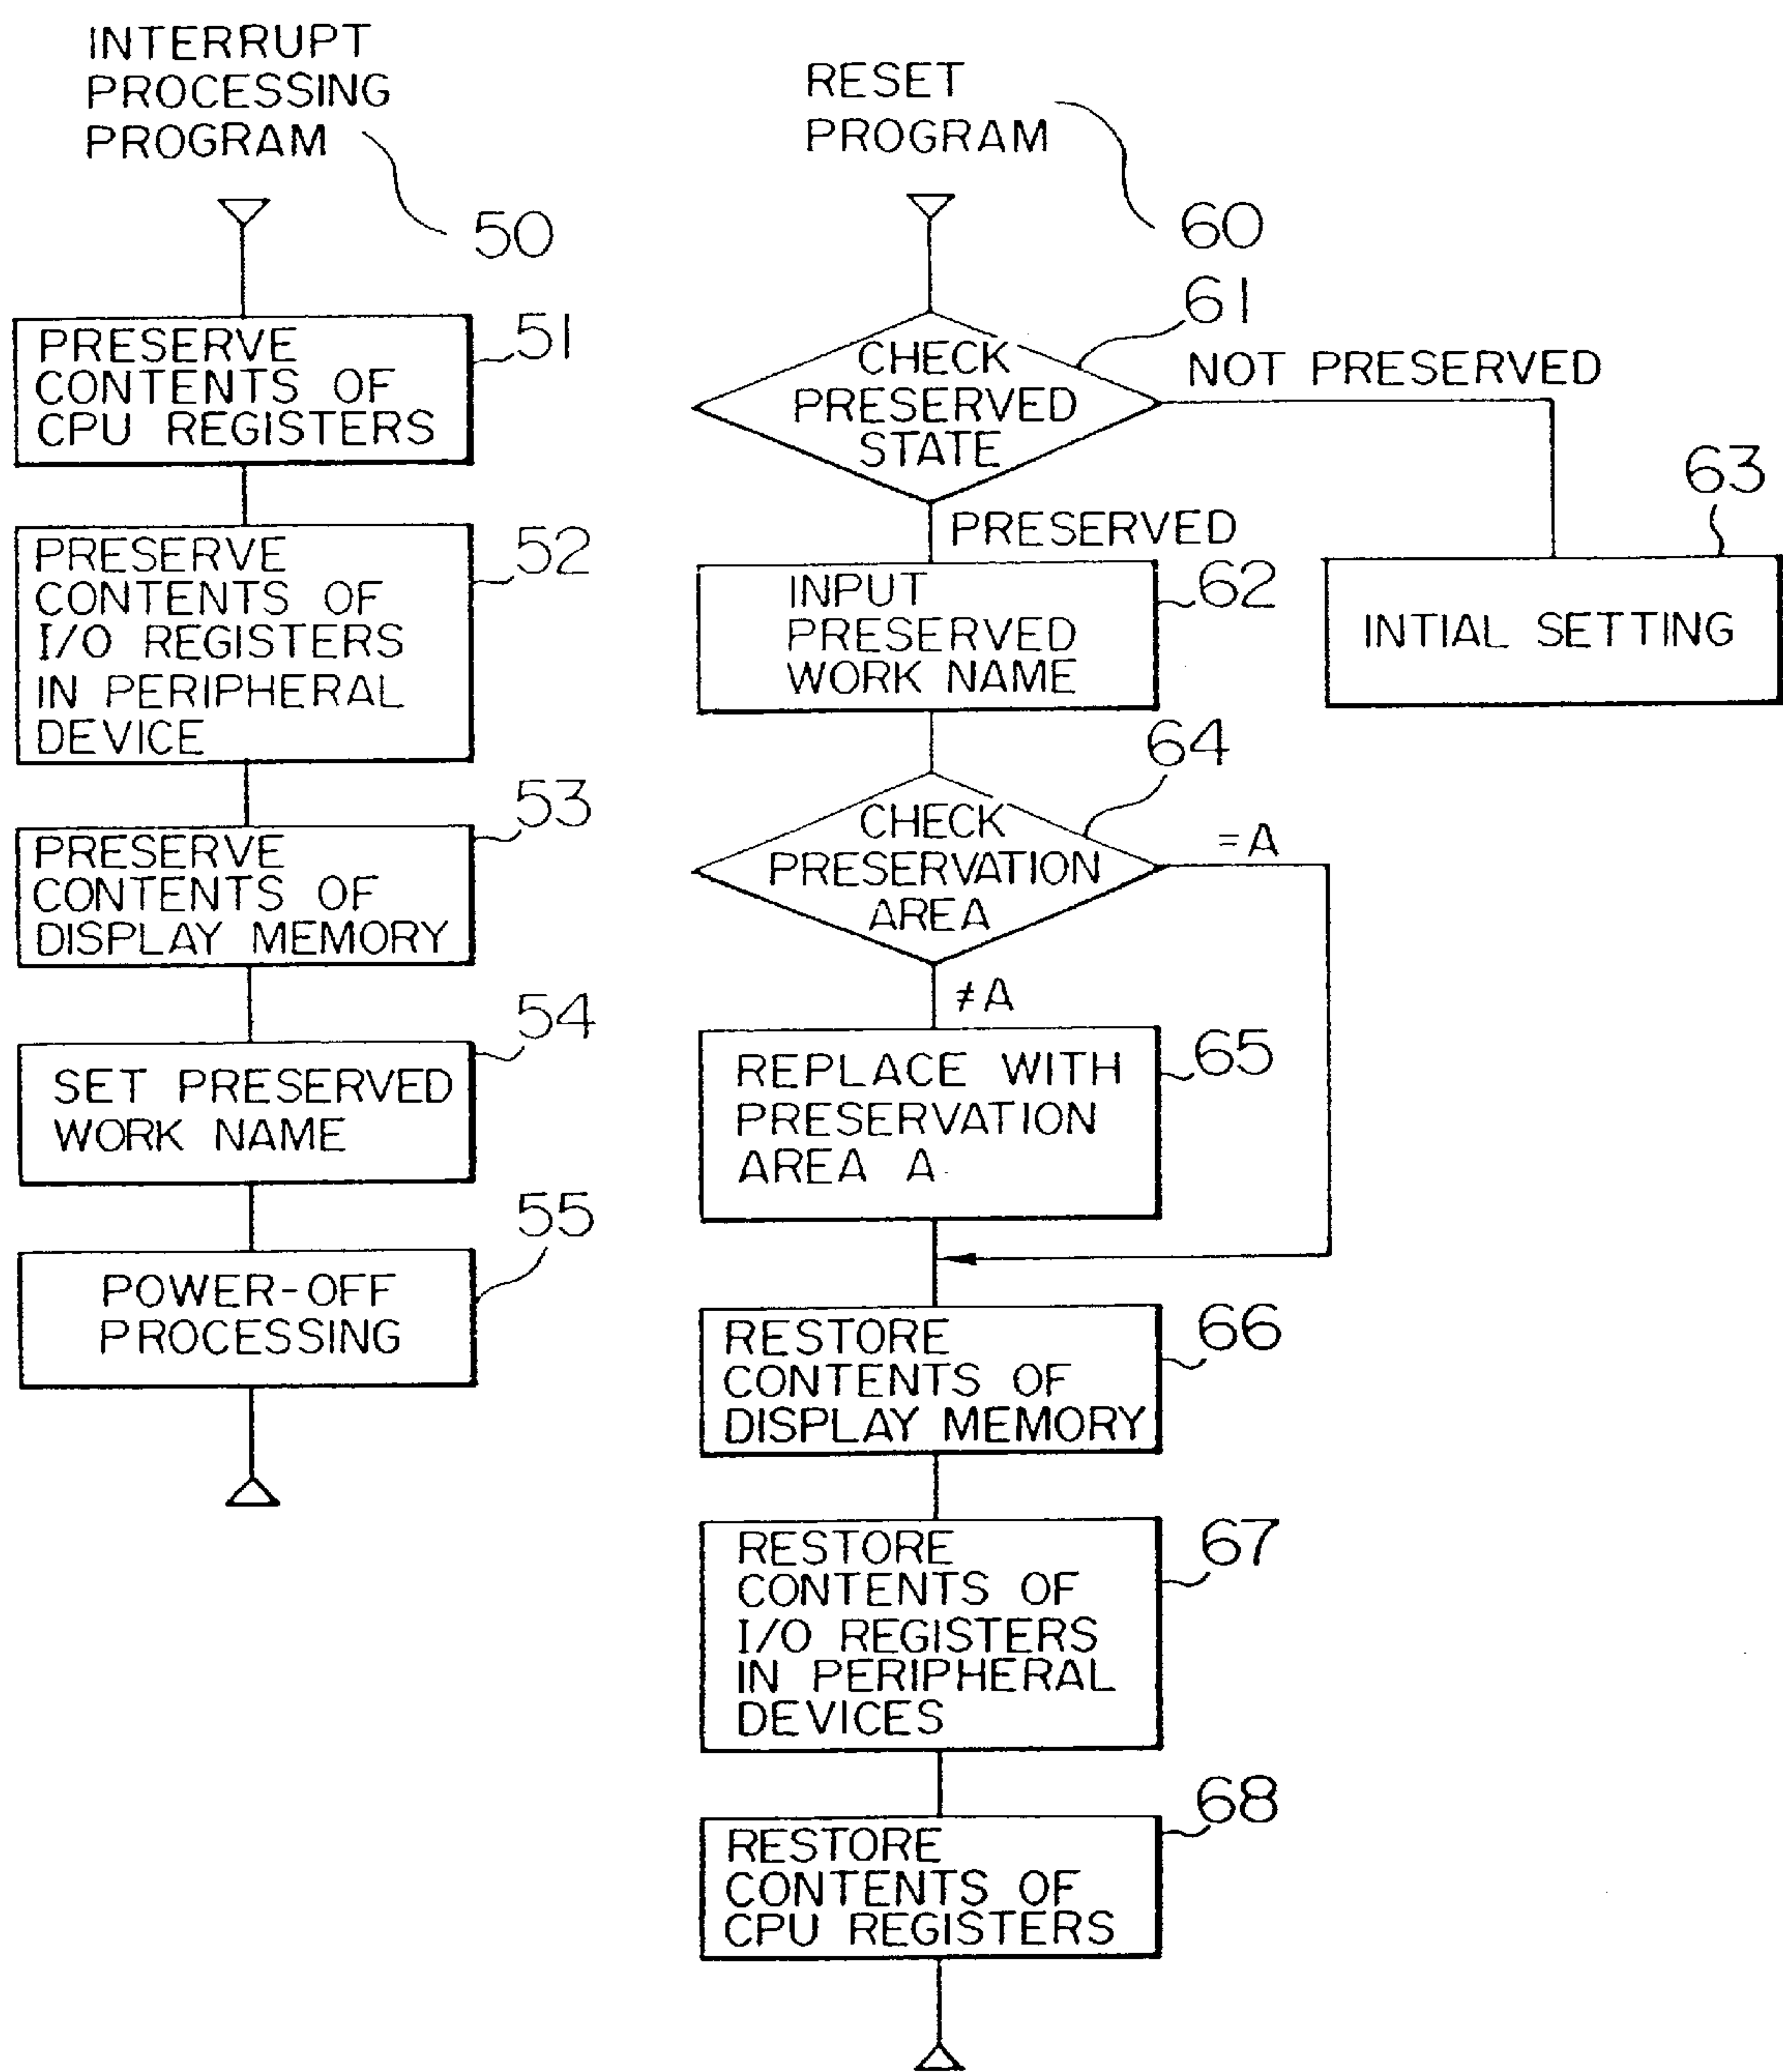 INTERRUPT
PROCESSING
PROGRAM
50
PRESERVE
CONTENTS OF
CPU REGISTERS
51
PRESERVE
CONTENTS OF
I/O REGISTERS
IN PERIPHERAL
DEVICE
52
PRESERVE
CONTENTS OF
DISPLAY MEMORY
53
SET PRESERVED
WORK NAME
54
POWER-OFF
PROCESSING
55
RESET
PROGRAM
60
CHECK
PRESERVED
STATE
61
NOT PRESERVED
PRESERVED
INPUT
PRESERVED
WORK NAME
62
63
INTIAL SETTING
CHECK
PRESERVATION
AREA
64
=A
≠A
REPLACE WITH
PRESERVATION
AREA A
65
RESTORE
CONTENTS OF
DISPLAY MEMORY
66
RESTORE
CONTENTS OF
I/O REGISTERS
IN PERIPHERAL
DEVICES
67
RESTORE
CONTENTS OF
CPU REGISTERS
68